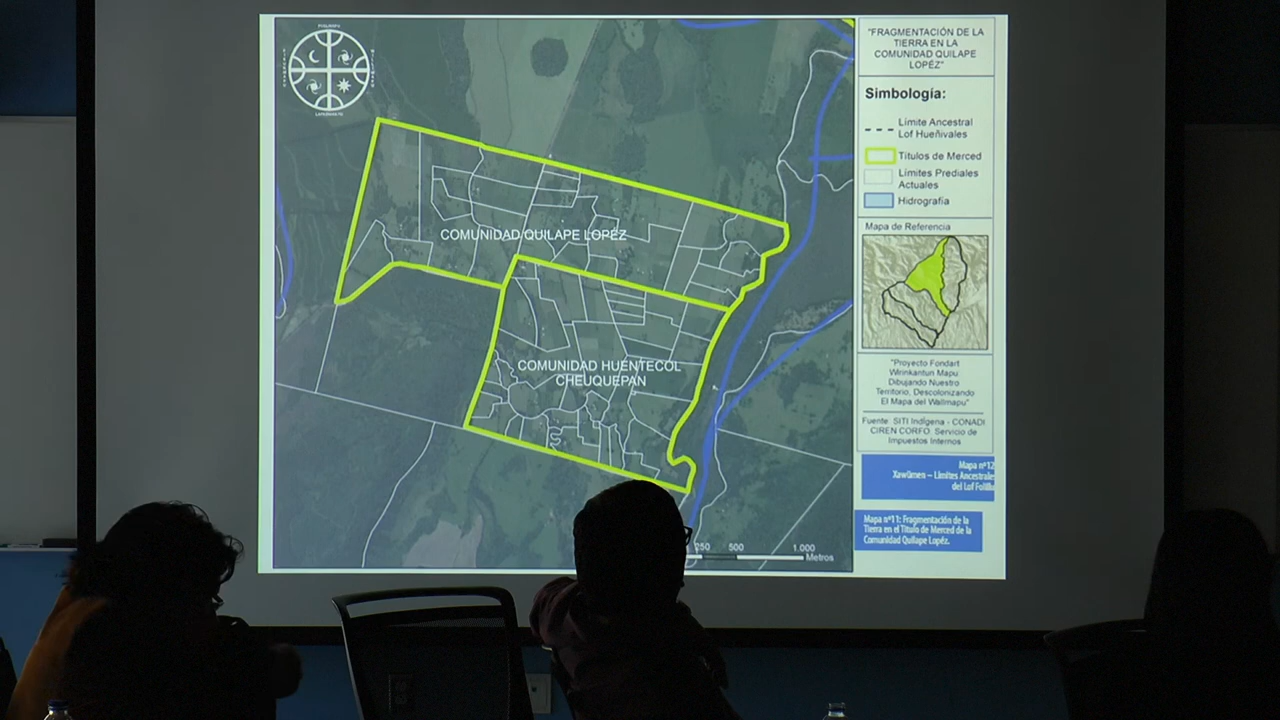 "FRAGMENTACIÓN DE LA
TIERRA EN LA
COMUNIDAD QUILAPE
LOPÉZ"
Simbología:
Límite Ancestral
Lof Hueñivales
Títulos de Merced
Límites Prediales
Actuales
Hidrografía
Mapa de Referencia
COMUNIDAD QUILAPE LOPÉZ
COMUNIDAD HUENTECOL
CHEUQUEPAN
"Proyecto Fondart
Wirinkantun Mapu
Dibujando Nuestro
Territorio, Descolonizando
El Mapa del Wallmapu"
Fuente: SITI Indígena - CONADI
CIREN CORFO. Servicio de
Impuestos Internos
Mapa nº12
Xawümen – Límites Ancestrales
del Lof
Mapa nº11: Fragmentación de la
Tierra en el Título de Merced de la
Comunidad Quilape Lopéz.
250 500 1.000
Metros